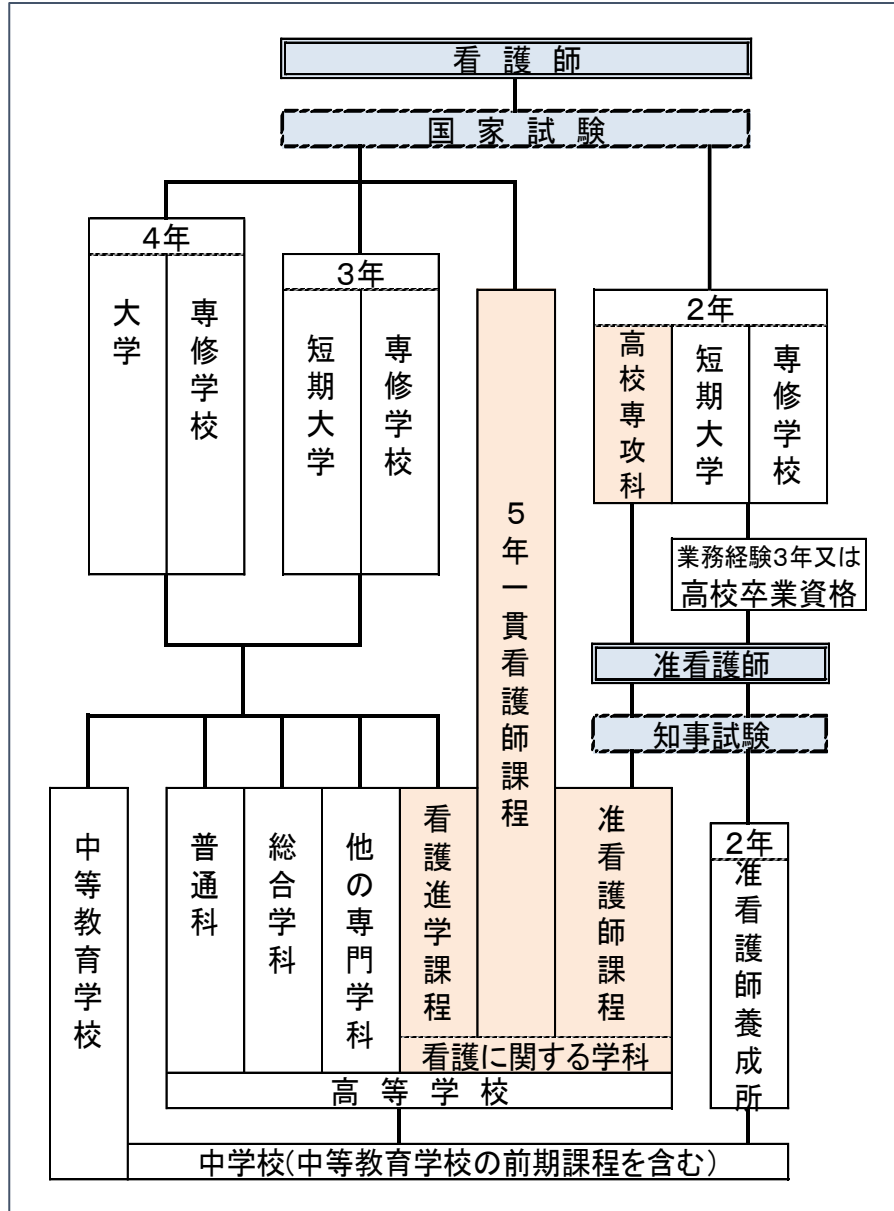 看護師
国家試験
4年
大学
専修学校
3年
短期大学
専修学校
5年一貫看護師課程
2年
高校専攻科
短期大学
専修学校
業務経験3年又は
高校卒業資格
准看護師
知事試験
中等教育学校
普通科
総合学科
他の専門学科
看護進学課程
准看護師課程
看護に関する学科
高等学校
2年
准看護師養成所
中学校(中等教育学校の前期課程を含む)